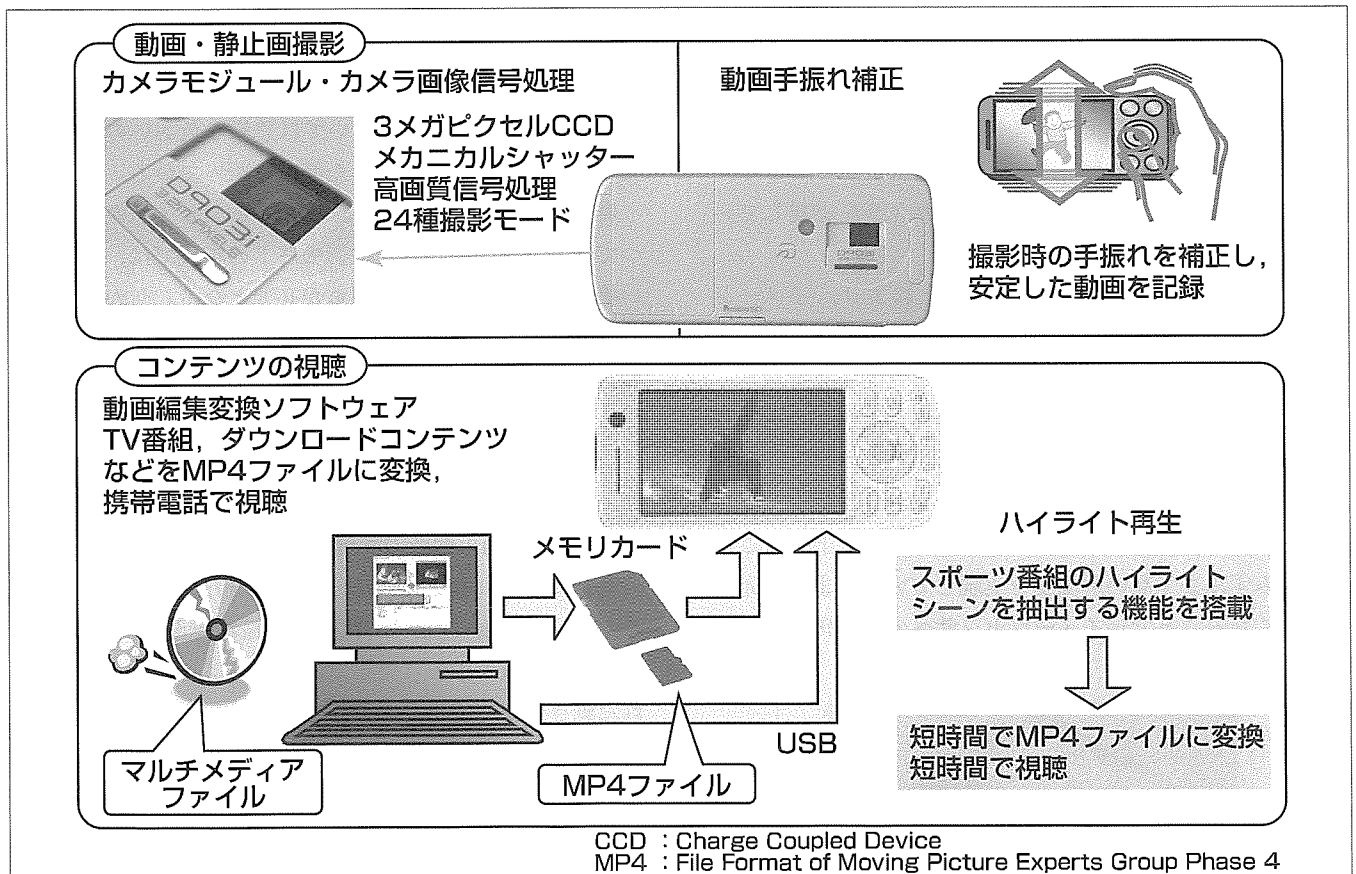 動画・静止画撮影
カメラモジュール・カメラ画像信号処理
3メガピクセルCCD
メカニカルシャッター
高画質信号処理
24種撮影モード
D903i
動画手振れ補正
撮影時の手振れを補正し，
安定した動画を記録
コンテンツの視聴
動画編集変換ソフトウェア
TV番組，ダウンロードコンテンツ
などをMP4ファイルに変換，
携帯電話で視聴
メモリカード
マルチメディア
ファイル
MP4ファイル
USB
ハイライト再生
スポーツ番組のハイライト
シーンを抽出する機能を搭載
短時間でMP4ファイルに変換
短時間で視聴
CCD ：Charge Coupled Device
MP4 ：File Format of Moving Picture Experts Group Phase 4